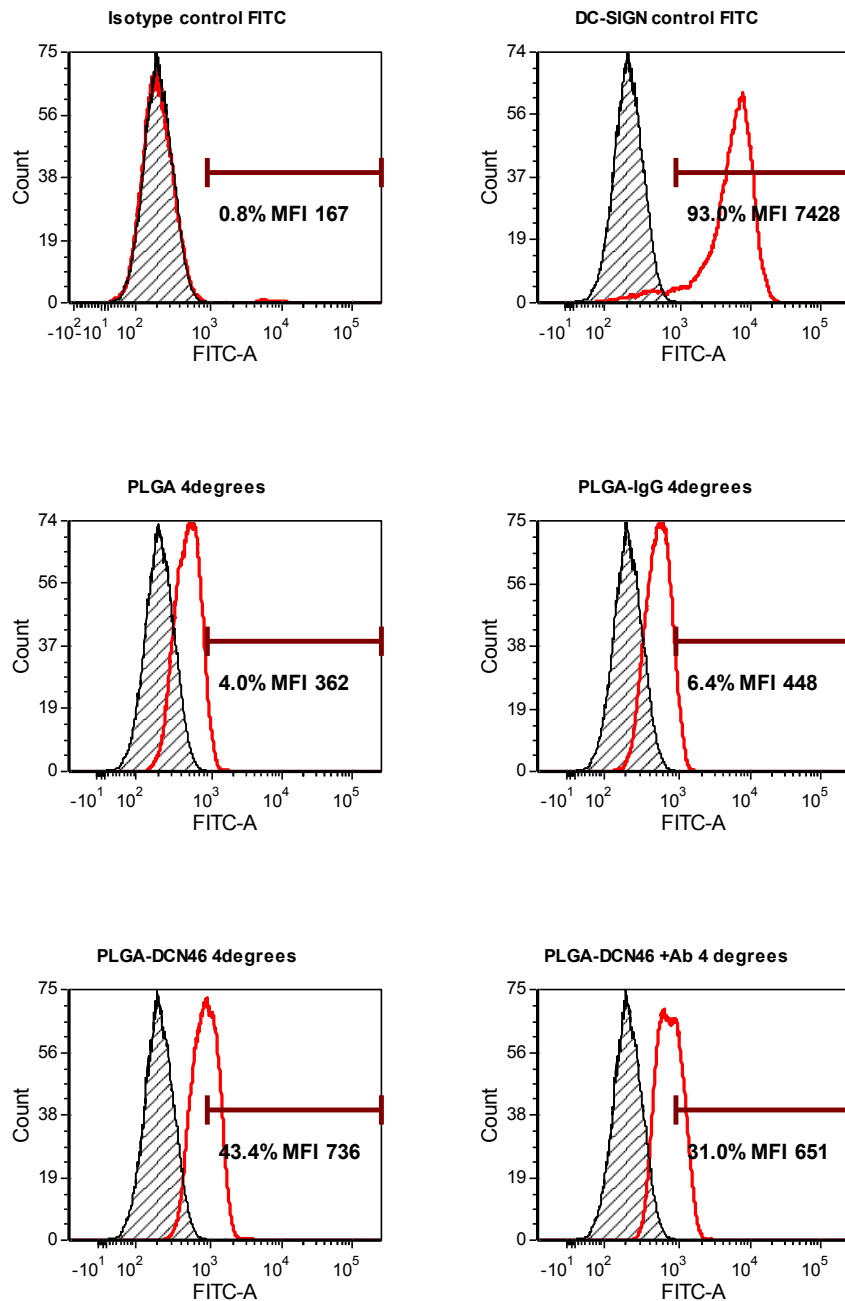 Isotype control FITC
75
56
38
19
0
Count
0.8% MFI 167
-10² -10¹ 10² 10³ 10⁴ 10⁵
FITC-A
DC-SIGN control FITC
74
56
37
19
0
Count
93.0% MFI 7428
-10¹ 10² 10³ 10⁴ 10⁵
FITC-A
PLGA 4degrees
74
56
37
19
0
Count
4.0% MFI 362
-10¹ 10² 10³ 10⁴ 10⁵
FITC-A
PLGA-IgG 4degrees
75
56
38
19
0
Count
6.4% MFI 448
-10¹ 10² 10³ 10⁴ 10⁵
FITC-A
PLGA-DCN46 4degrees
75
56
38
19
0
Count
43.4% MFI 736
-10¹ 10² 10³ 10⁴ 10⁵
FITC-A
PLGA-DCN46 +Ab 4 degrees
75
56
38
19
0
Count
31.0% MFI 651
-10¹ 10² 10³ 10⁴ 10⁵
FITC-A